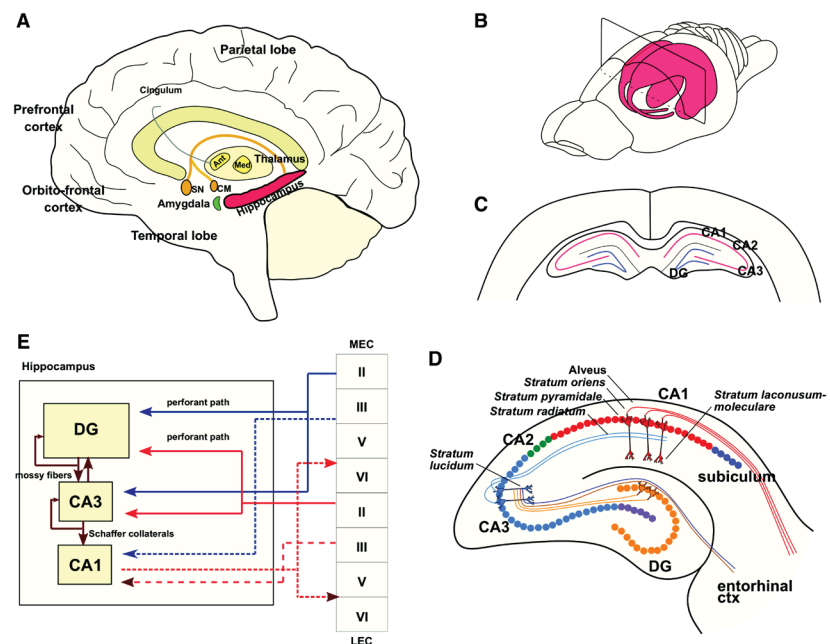 A
Parietal lobe
Cingulum
Prefrontal
cortex
Ant
Med
Thalamus
SN
CM
Orbito-frontal
cortex
Amygdala
Hippocampus
Temporal lobe
B
C
CA1
CA2
DG
CA3
E
MEC
Hippocampus
II
perforant path
III
DG
V
perforant path
VI
mossy fibers
CA3
II
Schaffer collaterals
III
CA1
V
VI
LEC
D
Alveus
CA1
Stratum oriens
Stratum pyramidale
Stratum laconusum-
moleculare
Stratum radiatum
CA2
Stratum
lucidum
subiculum
CA3
DG
entorhinal
ctx